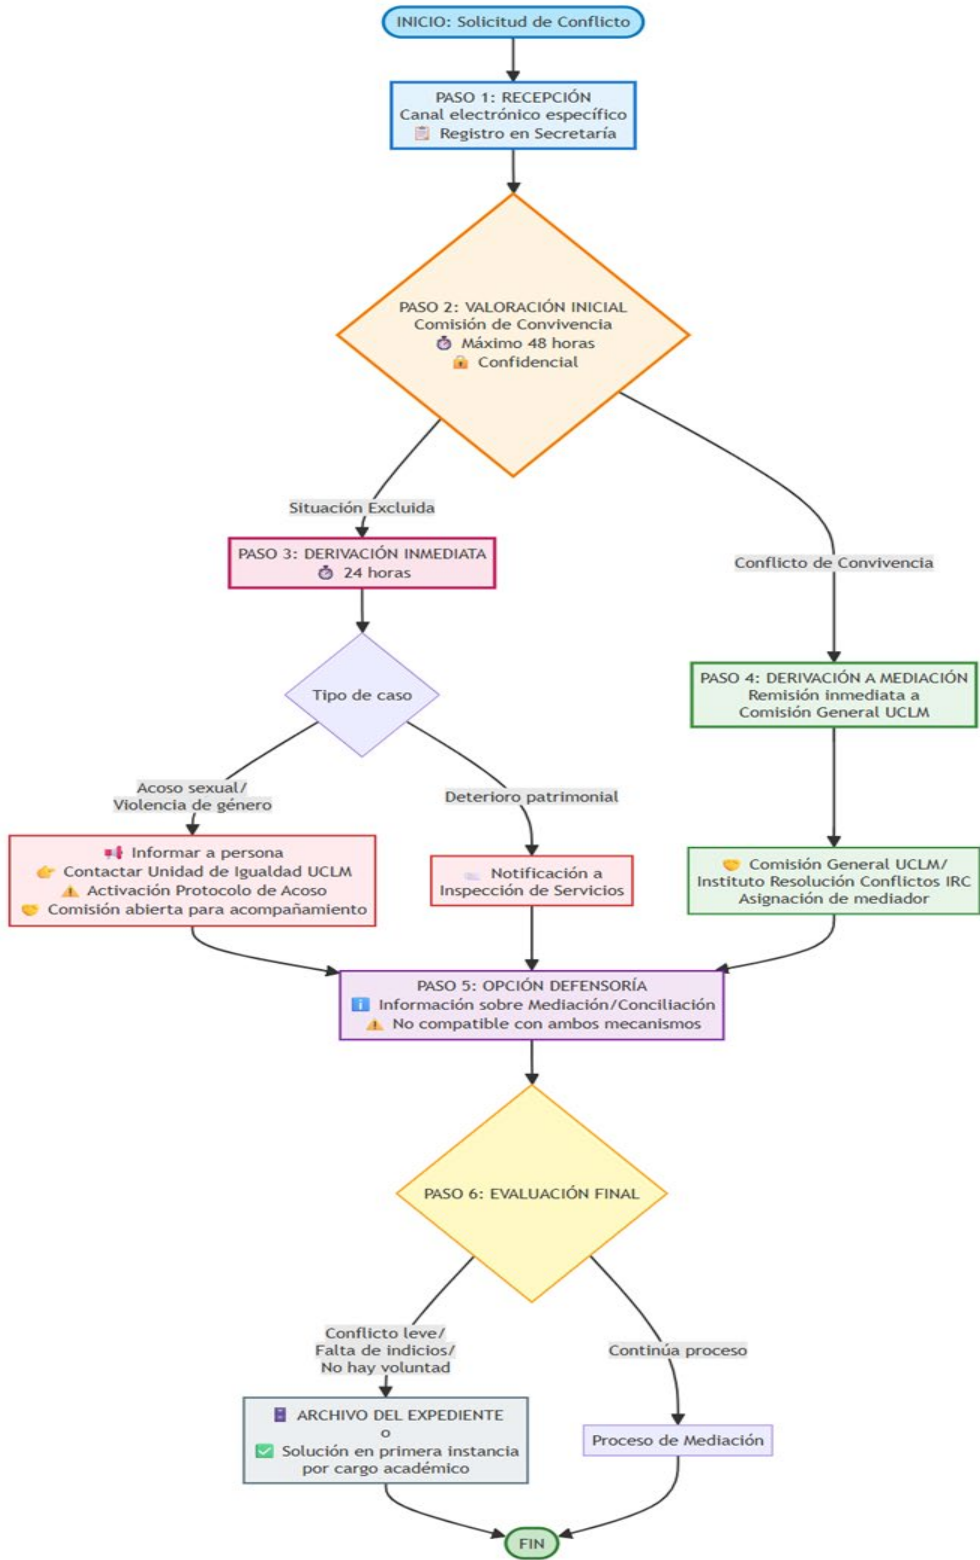 INICIO: Solicitud de Conflicto
PASO 1: RECEPCIÓN
Canal electrónico específico
📋 Registro en Secretaría
PASO 2: VALORACIÓN INICIAL
Comisión de Convivencia
⏱ Máximo 48 horas
🔒 Confidencial
Situación Excluida
Conflicto de Convivencia
PASO 3: DERIVACIÓN INMEDIATA
⏱ 24 horas
PASO 4: DERIVACIÓN A MEDIACIÓN
Remisión inmediata a
Comisión General UCLM
Tipo de caso
Acoso sexual/
Violencia de género
Deterioro patrimonial
📢 Informar a persona
👉 Contactar Unidad de Igualdad UCLM
⚠️ Activación Protocolo de Acoso
🤝 Comisión abierta para acompañamiento
Notificación a
Inspección de Servicios
🤝 Comisión General UCLM/
Instituto Resolución Conflictos IRC
Asignación de mediador
PASO 5: OPCIÓN DEFENSORÍA
ℹ️ Información sobre Mediación/Conciliación
⚠️ No compatible con ambos mecanismos
PASO 6: EVALUACIÓN FINAL
Conflicto leve/
Falta de indicios/
No hay voluntad
Continúa proceso
🗄 ARCHIVO DEL EXPEDIENTE
o
✅ Solución en primera instancia
por cargo académico
Proceso de Mediación
FIN